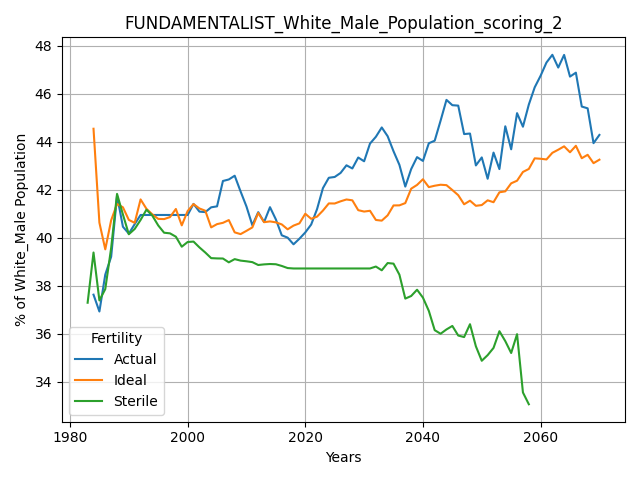 FUNDAMENTALIST_White_Male_Population_scoring_2
% of White_Male Population
48
46
44
42
40
38
36
34
Fertility
Actual
Ideal
Sterile
1980
2000
2020
2040
2060
Years